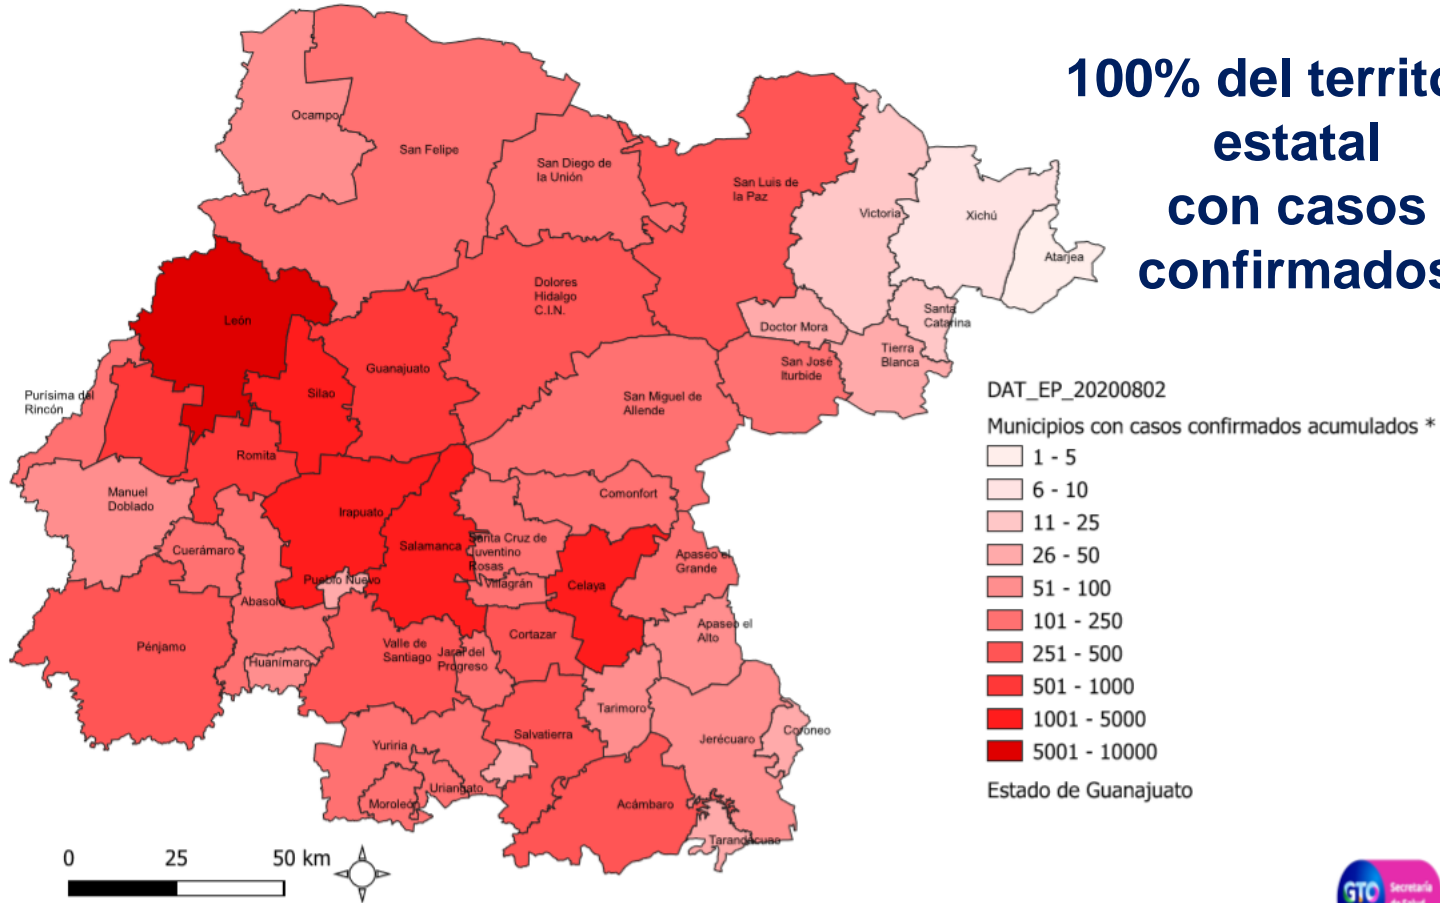 100% del territo
estatal
con casos
confirmados
Ocampo
San Felipe
San Diego de
la Unión
San Luis de
la Paz
Victoria
Xichú
Atarjea
León
Dolores
Hidalgo
C.I.N.
Doctor Mora
Santa
Catarina
Tierra
Blanca
San José
Iturbide
Guanajuato
Silao
San Miguel de
Allende
Purísima del
Rincón
Romita
Manuel
Doblado
Irapuato
Comonfort
Cuerámaro
Salamanca
Santa Cruz de
Juventino
Rosas
Villagrán
Celaya
Apaseo el
Grande
Pueblo Nuevo
Abasolo
Pénjamo
Huanímaro
Valle de
Santiago
Jaral del
Progreso
Cortazar
Apaseo el
Alto
Tarimoro
Jerécuaro
Coroneo
Yuriria
Salvatierra
Moroleón
Uriangato
Acámbaro
Tarandacuao
DAT_EP_20200802
Municipios con casos confirmados acumulados *
1 - 5
6 - 10
11 - 25
26 - 50
51 - 100
101 - 250
251 - 500
501 - 1000
1001 - 5000
5001 - 10000
Estado de Guanajuato
0 25 50 km
GTO
Secretaría
de Salud